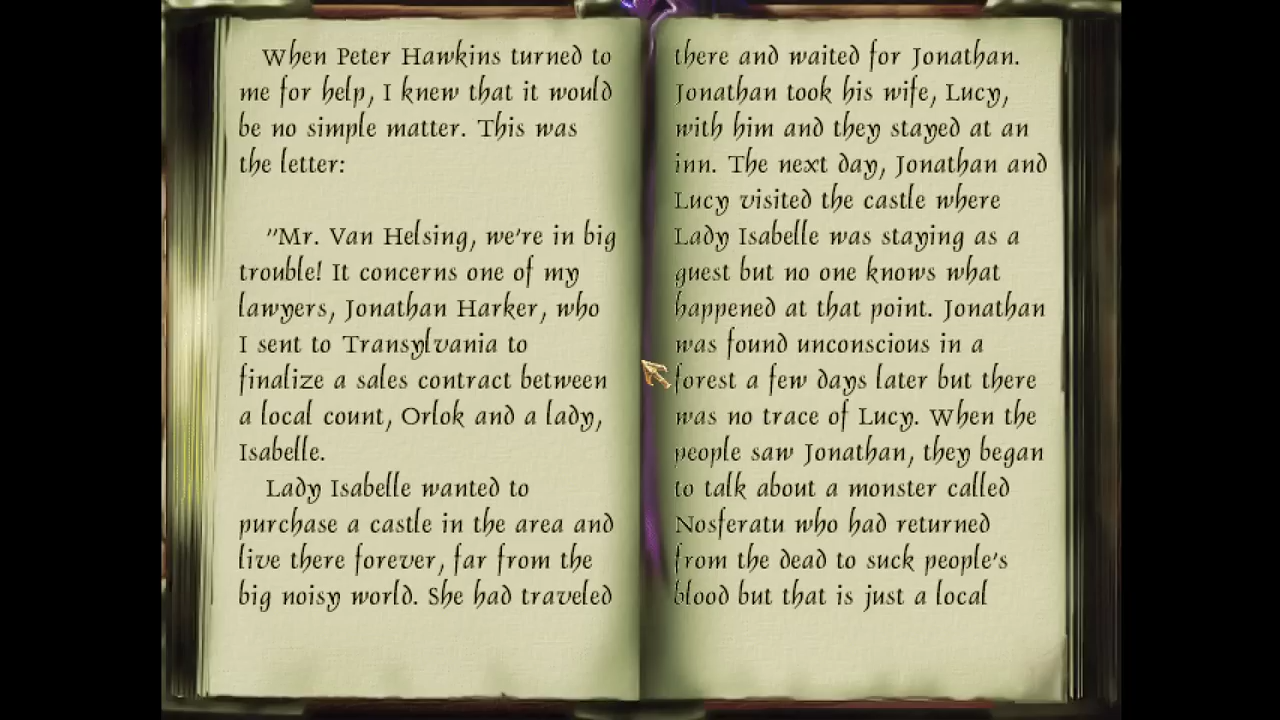 When Peter Hawkins turned to
me for help, I knew that it would
be no simple matter. This was
the letter:
"Mr. Van Helsing, we're in big
trouble! It concerns one of my
lawyers, Jonathan Harker, who
I sent to Transylvania to
finalize a sales contract between
a local count, Orlok and a lady,
Isabelle.
Lady Isabelle wanted to
purchase a castle in the area and
live there forever, far from the
big noisy world. She had traveled
there and waited for Jonathan.
Jonathan took his wife, Lucy,
with him and they stayed at an
inn. The next day, Jonathan and
Lucy visited the castle where
Lady Isabelle was staying as a
guest but no one knows what
happened at that point. Jonathan
was found unconscious in a
forest a few days later but there
was no trace of Lucy. When the
people saw Jonathan, they began
to talk about a monster called
Nosferatu who had returned
from the dead to suck people's
blood but that is just a local